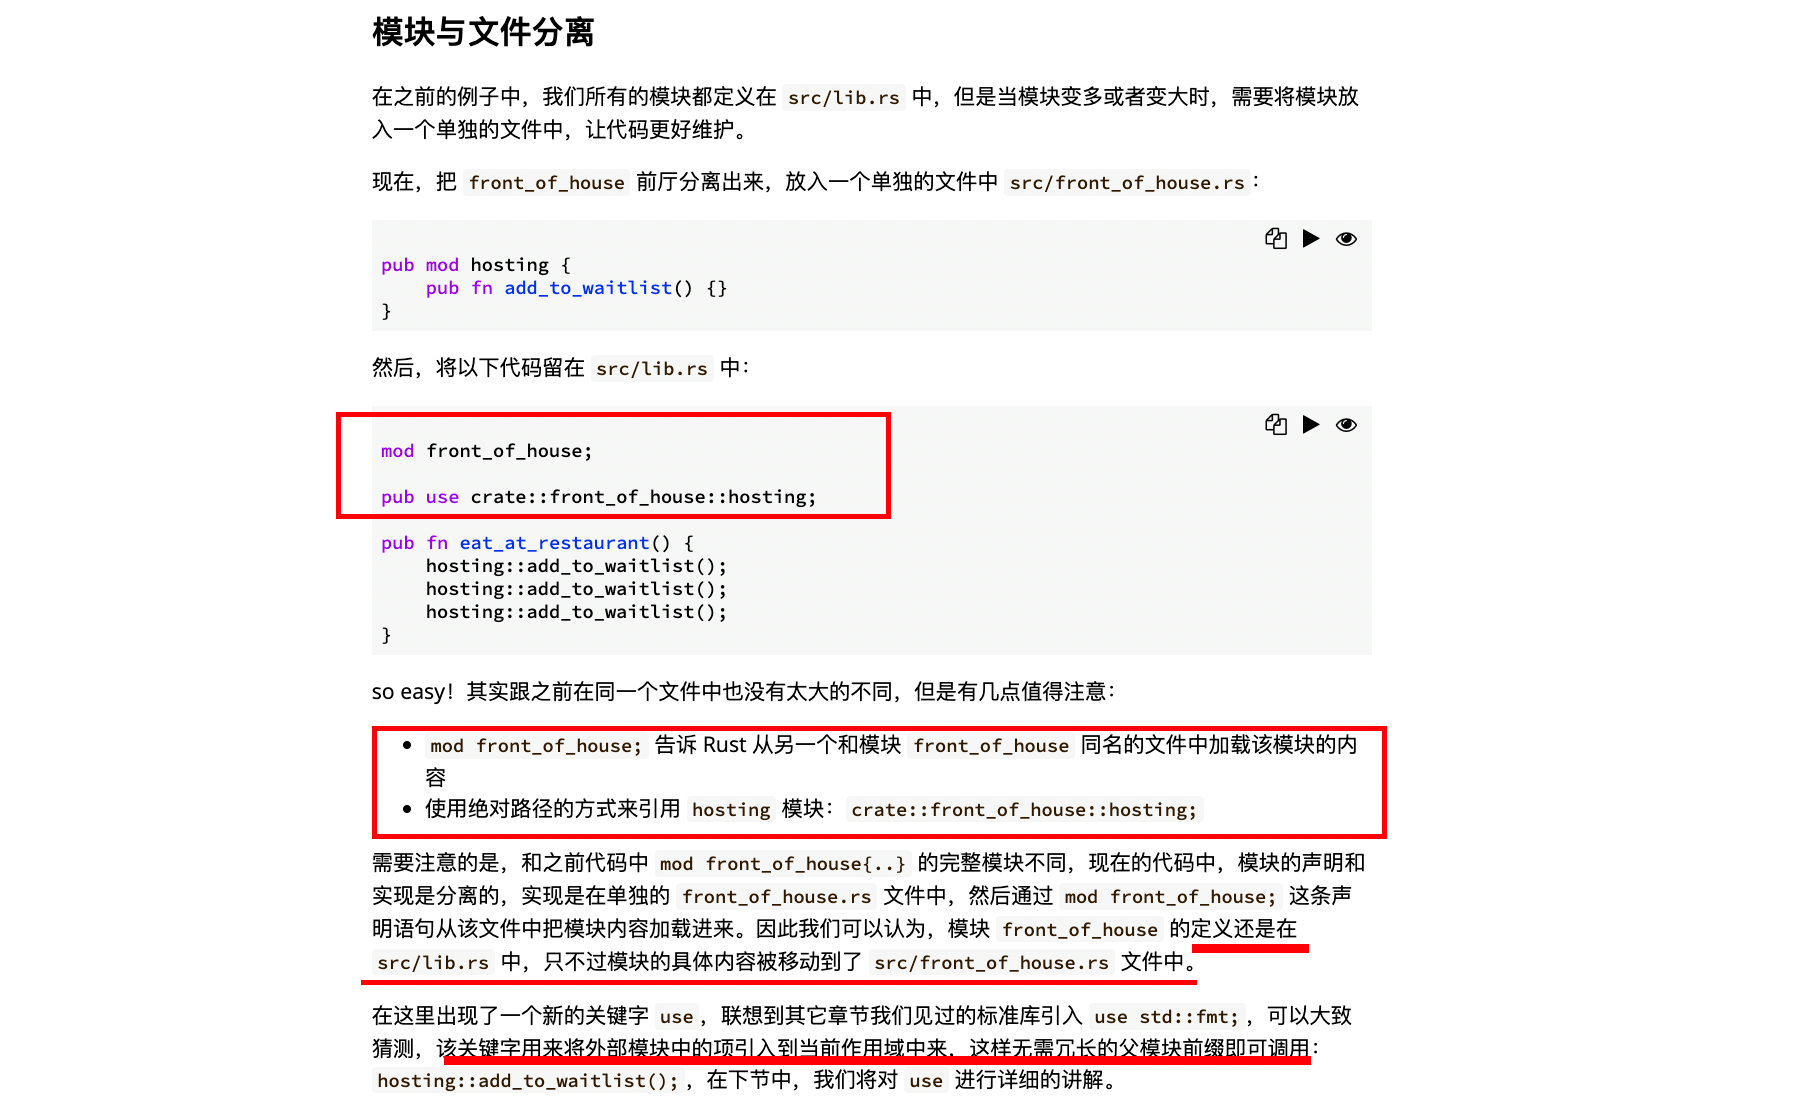 模块与文件分离
在之前的例子中，我们所有的模块都定义在 src/lib.rs 中，但是当模块变多或者变大时，需要将模块放
入一个单独的文件中，让代码更好维护。
现在，把 front_of_house 前厅分离出来，放入一个单独的文件中 src/front_of_house.rs：
pub mod hosting {
    pub fn add_to_waitlist() {}
}
然后，将以下代码留在 src/lib.rs 中：
mod front_of_house;
pub use crate::front_of_house::hosting;
pub fn eat_at_restaurant() {
    hosting::add_to_waitlist();
    hosting::add_to_waitlist();
    hosting::add_to_waitlist();
}
so easy！其实跟之前在同一个文件中也没有太大的不同，但是有几点值得注意：
• mod front_of_house; 告诉 Rust 从另一个和模块 front_of_house 同名的文件中加载该模块的内
容
• 使用绝对路径的方式来引用 hosting 模块：crate::front_of_house::hosting;
需要注意的是，和之前代码中 mod front_of_house{..} 的完整模块不同，现在的代码中，模块的声明和
实现是分离的，实现是在单独的 front_of_house.rs 文件中，然后通过 mod front_of_house; 这条声
明语句从该文件中把模块内容加载进来。因此我们可以认为，模块 front_of_house 的定义还是在
src/lib.rs 中，只不过模块的具体内容被移动到了 src/front_of_house.rs 文件中。
在这里出现了一个新的关键字 use，联想到其它章节我们见过的标准库引入 use std::fmt;，可以大致
猜测，该关键字用来将外部模块中的项引入到当前作用域中来，这样无需冗长的父模块前缀即可调用：
hosting::add_to_waitlist();，在下节中，我们将对 use 进行详细的讲解。